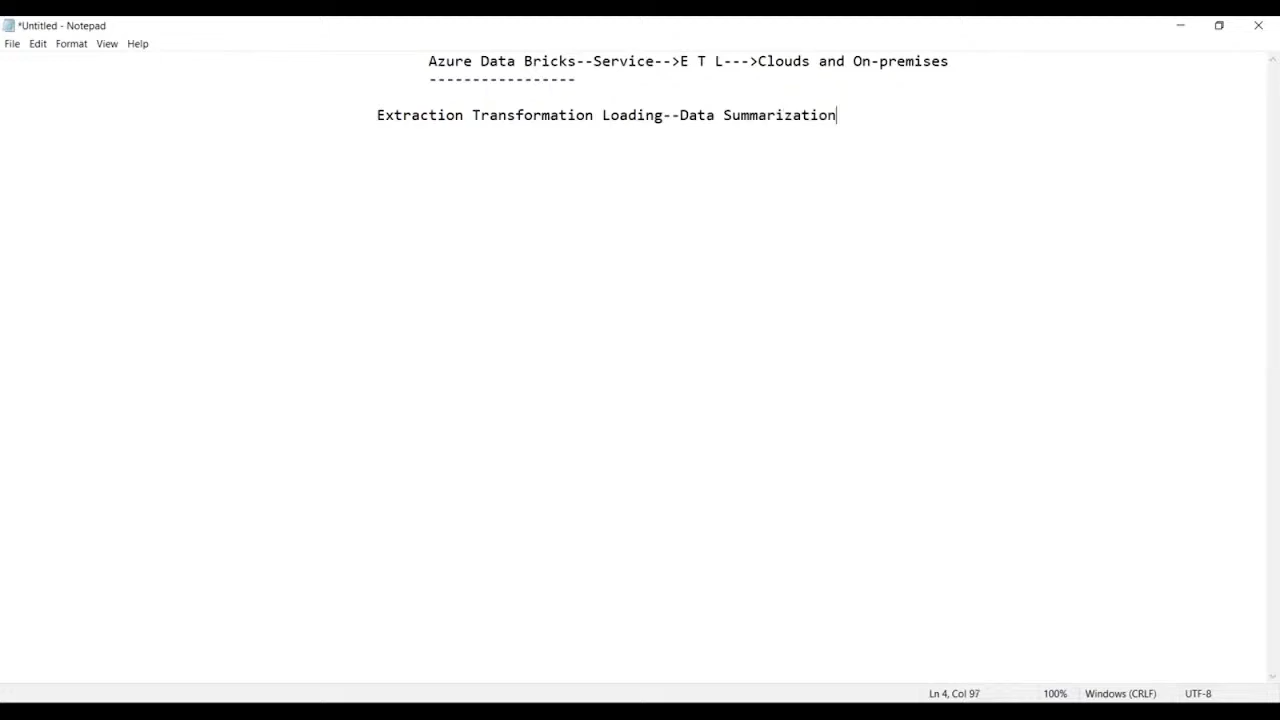 *Untitled - Notepad
File Edit Format View Help
Azure Data Bricks--Service-->E T L--->Clouds and On-premises
-----------------
Extraction Transformation Loading--Data Summarization
Ln 4, Col 97 100% Windows (CRLF) UTF-8